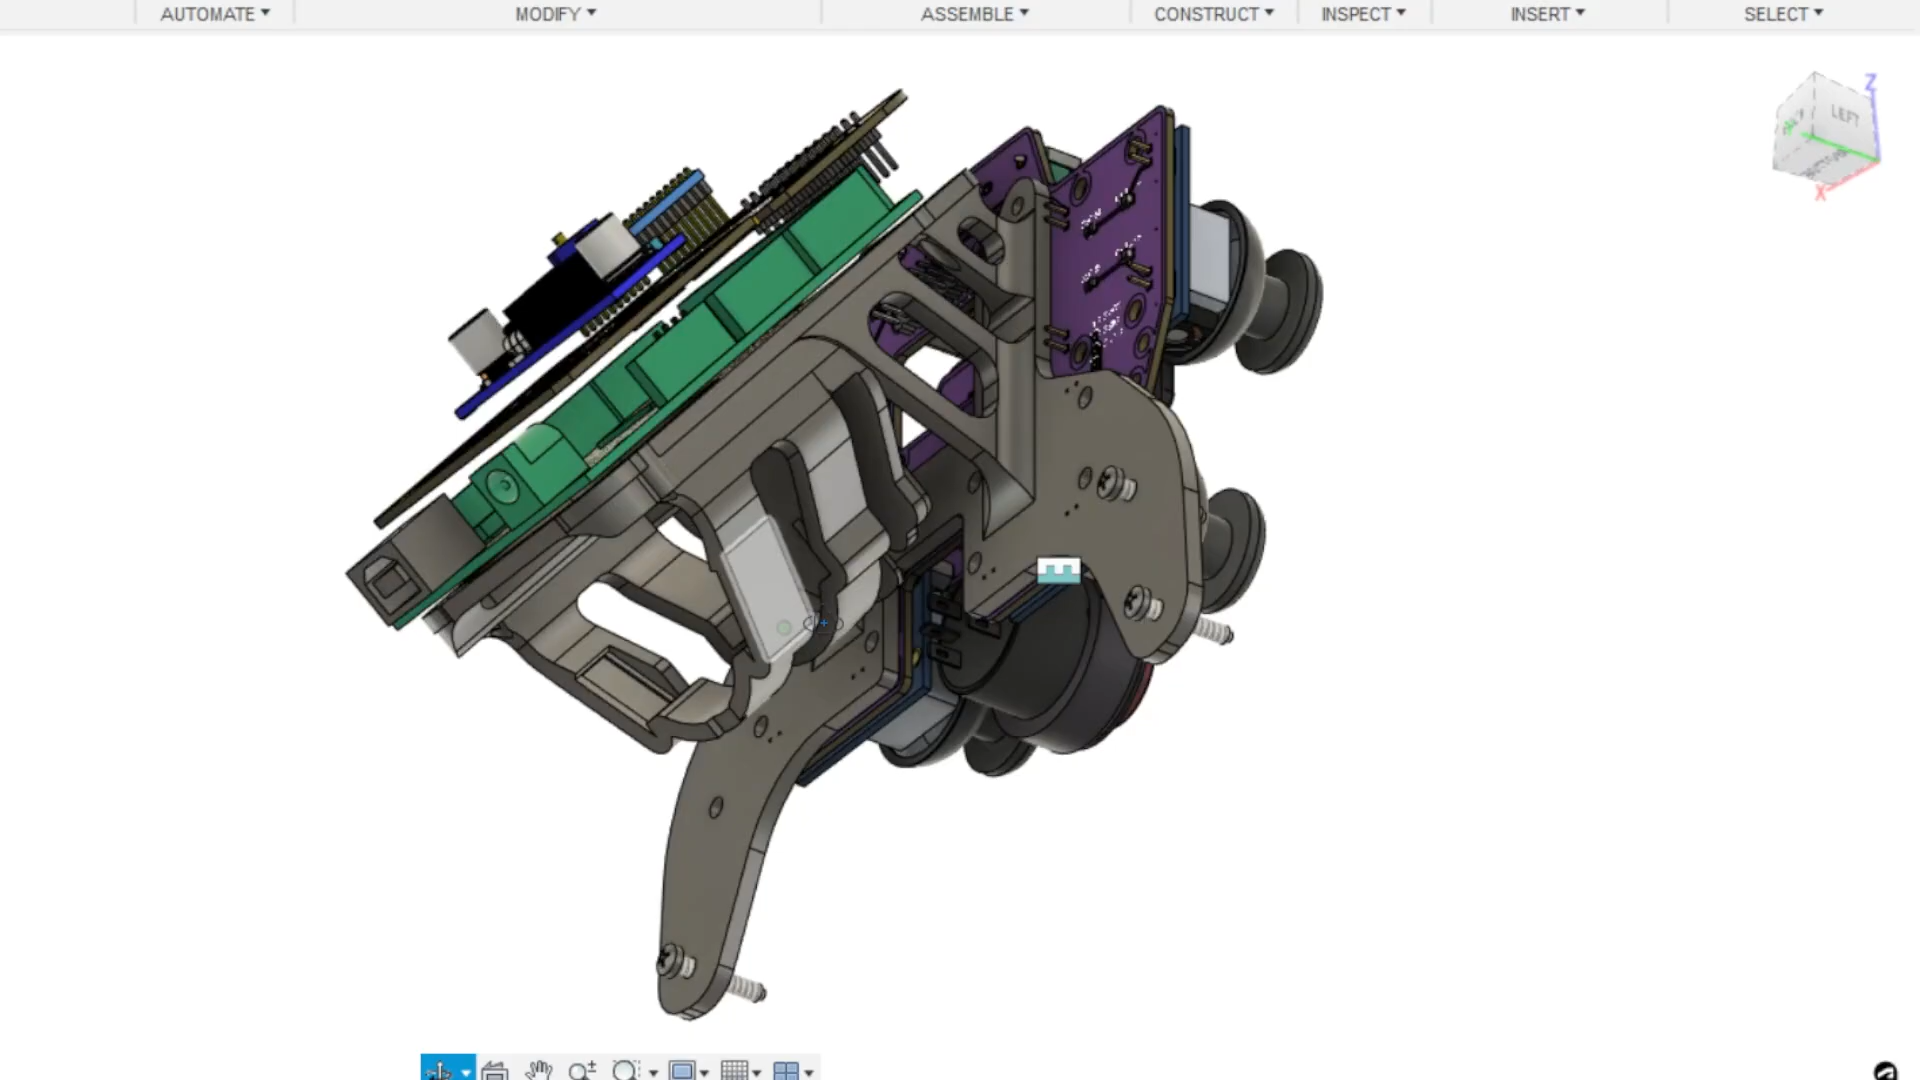 AUTOMATE MODIFY ASSEMBLE CONSTRUCT INSPECT INSERT SELECT
Z
LEFT
X